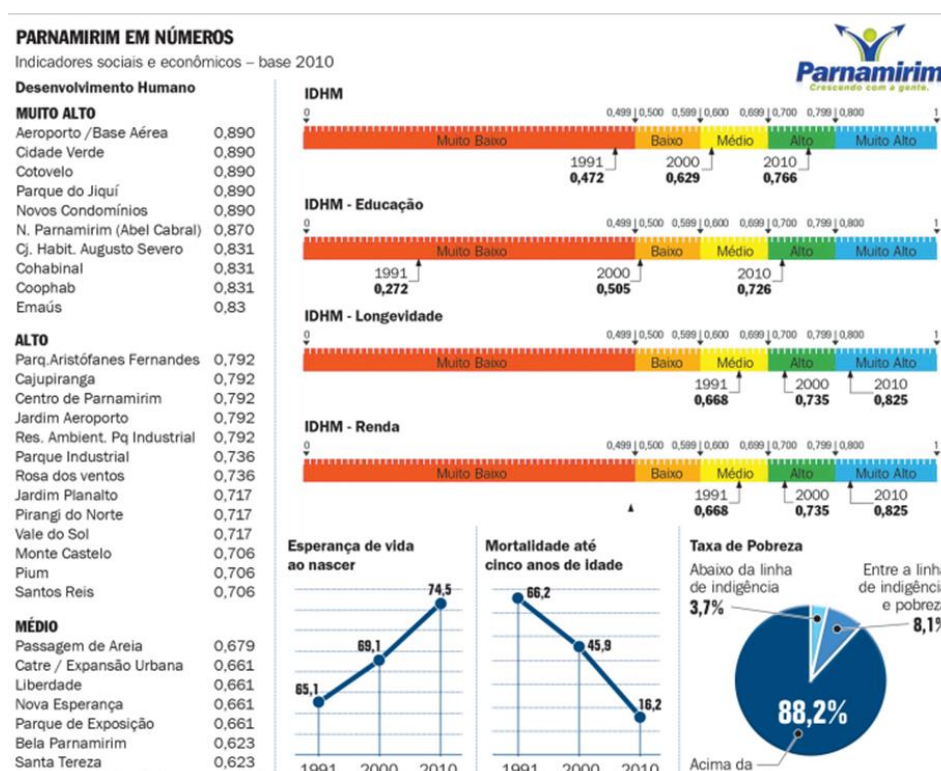 PARNAMIRIM EM NÚMEROS
Indicadores sociais e econômicos – base 2010
Parnamirim
Crescendo com a gente.
Desenvolvimento Humano
MUITO ALTO
Aeroporto /Base Aérea 0,890
Cidade Verde 0,890
Cotovelo 0,890
Parque do Jiquí 0,890
Novos Condomínios 0,890
N. Parnamirim (Abel Cabral) 0,870
Cj. Habit. Augusto Severo 0,831
Cohabinal 0,831
Coophab 0,831
Emaús 0,83
ALTO
Parq.Aristófanes Fernandes 0,792
Cajupiranga 0,792
Centro de Parnamirim 0,792
Jardim Aeroporto 0,792
Res. Ambient. Pq Industrial 0,792
Parque Industrial 0,736
Rosa dos ventos 0,736
Jardim Planalto 0,717
Pirangi do Norte 0,717
Vale do Sol 0,717
Monte Castelo 0,706
Pium 0,706
Santos Reis 0,706
MÉDIO
Passagem de Areia 0,679
Catre / Expansão Urbana 0,661
Liberdade 0,661
Nova Esperança 0,661
Parque de Exposição 0,661
Bela Parnamirim 0,623
Santa Tereza 0,623
IDHM
0 0,499 | 0,500 0,599 | 0,600 0,699 | 0,700 0,799 | 0,800 1
Muito Baixo Baixo Médio Alto Muito Alto
1991 2000 2010
0,472 0,629 0,766
IDHM - Educação
0 0,499 | 0,500 0,599 | 0,600 0,699 | 0,700 0,799 | 0,800 1
Muito Baixo Baixo Médio Alto Muito Alto
1991 2000 2010
0,272 0,505 0,726
IDHM - Longevidade
0 0,499 | 0,500 0,599 | 0,600 0,699 | 0,700 0,799 | 0,800 1
Muito Baixo Baixo Médio Alto Muito Alto
1991 2000 2010
0,668 0,735 0,825
IDHM - Renda
0 0,499 | 0,500 0,599 | 0,600 0,699 | 0,700 0,799 | 0,800 1
Muito Baixo Baixo Médio Alto Muito Alto
1991 2000 2010
0,668 0,735 0,825
Esperança de vida
ao nascer
74,5
69,1
65,1
1991 2000 2010
Mortalidade até
cinco anos de idade
66,2
45,9
16,2
1991 2000 2010
Taxa de Pobreza
Abaixo da linha
de indigência
3,7%
Entre a linha
de indigência
e pobreza
8,1%
88,2%
Acima da